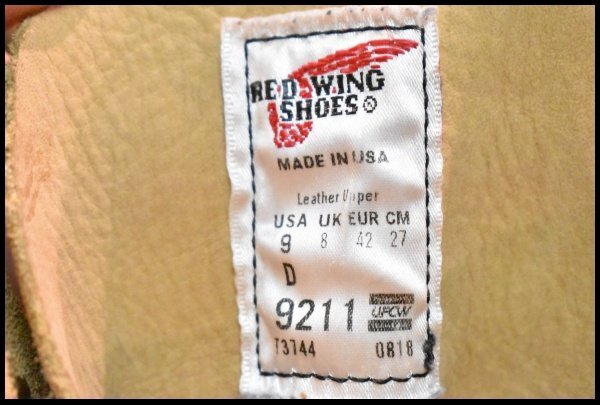 RED WING
SHOES®
MADE IN USA
Leather Upper
USA UK EUR CM
9 8 42 27
D
9211 UFCW
T3144 0818